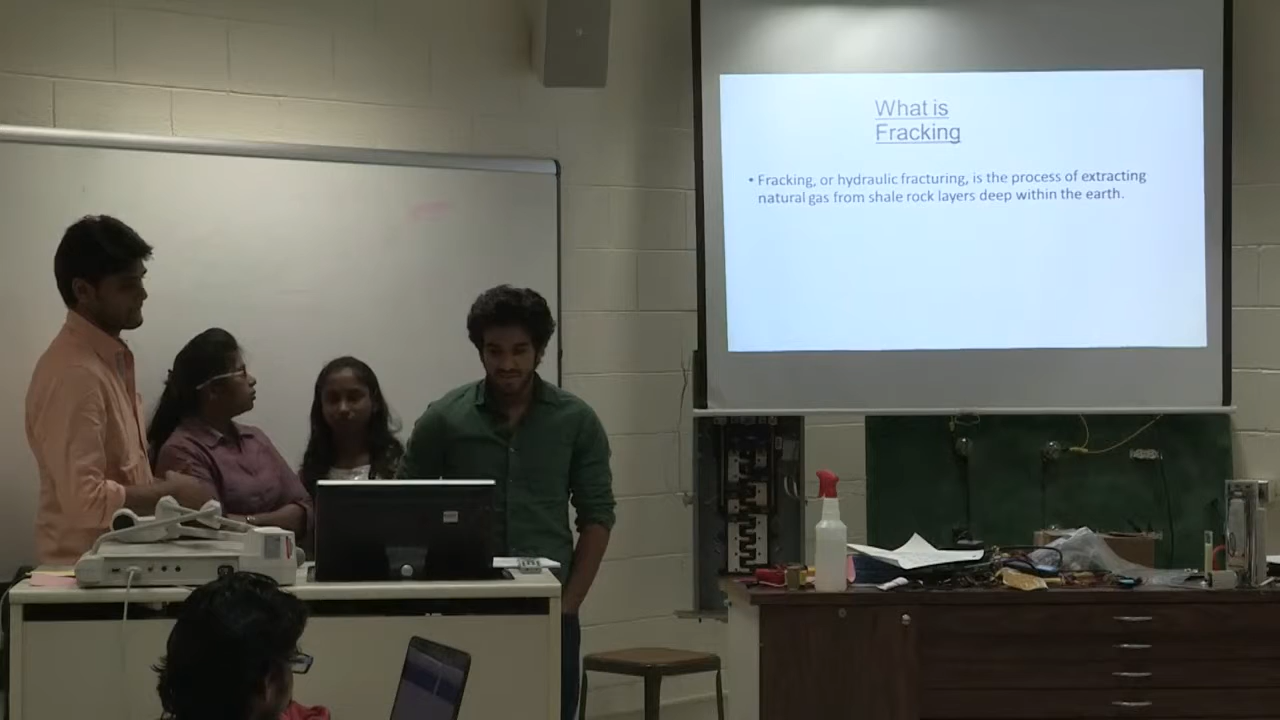 What is
Fracking
• Fracking, or hydraulic fracturing, is the process of extracting
natural gas from shale rock layers deep within the earth.